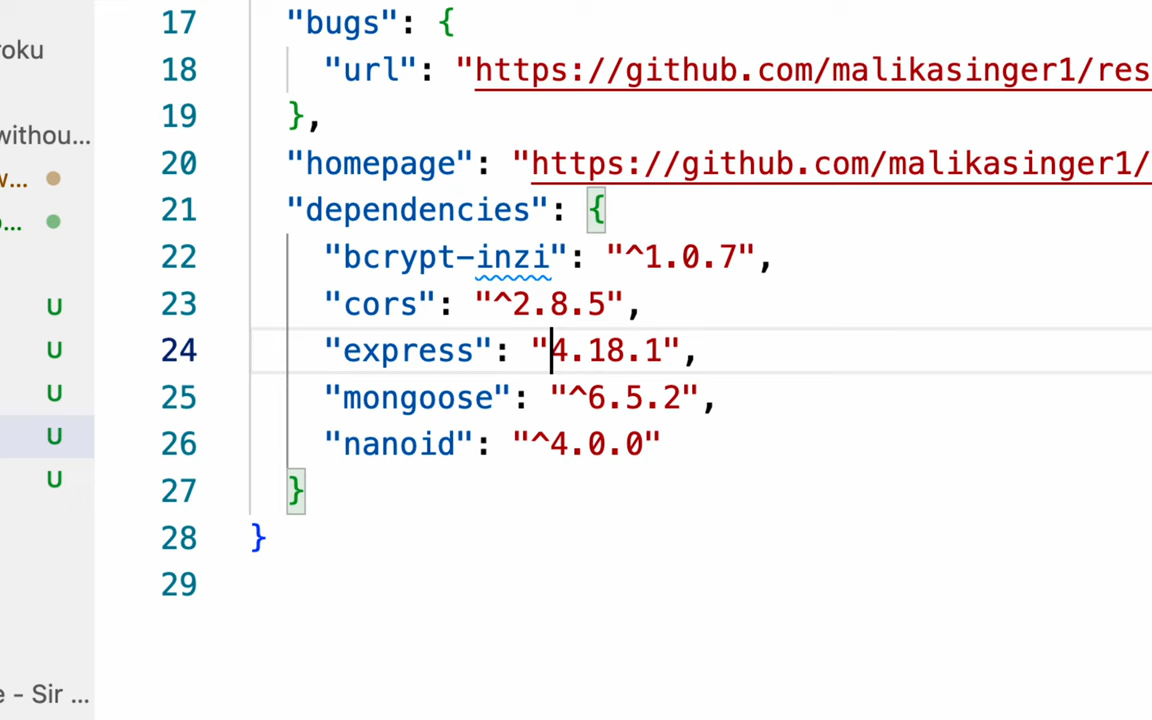 roku
withou...
w...
U
U
U
U
U
e - Sir ...
17 "bugs": {
18 "url": "https://github.com/malikasinger1/res
19 },
20 "homepage": "https://github.com/malikasinger1/
21 "dependencies": {
22 "bcrypt-inzi": "^1.0.7",
23 "cors": "^2.8.5",
24 "express": "4.18.1",
25 "mongoose": "^6.5.2",
26 "nanoid": "^4.0.0"
27 }
28 }
29